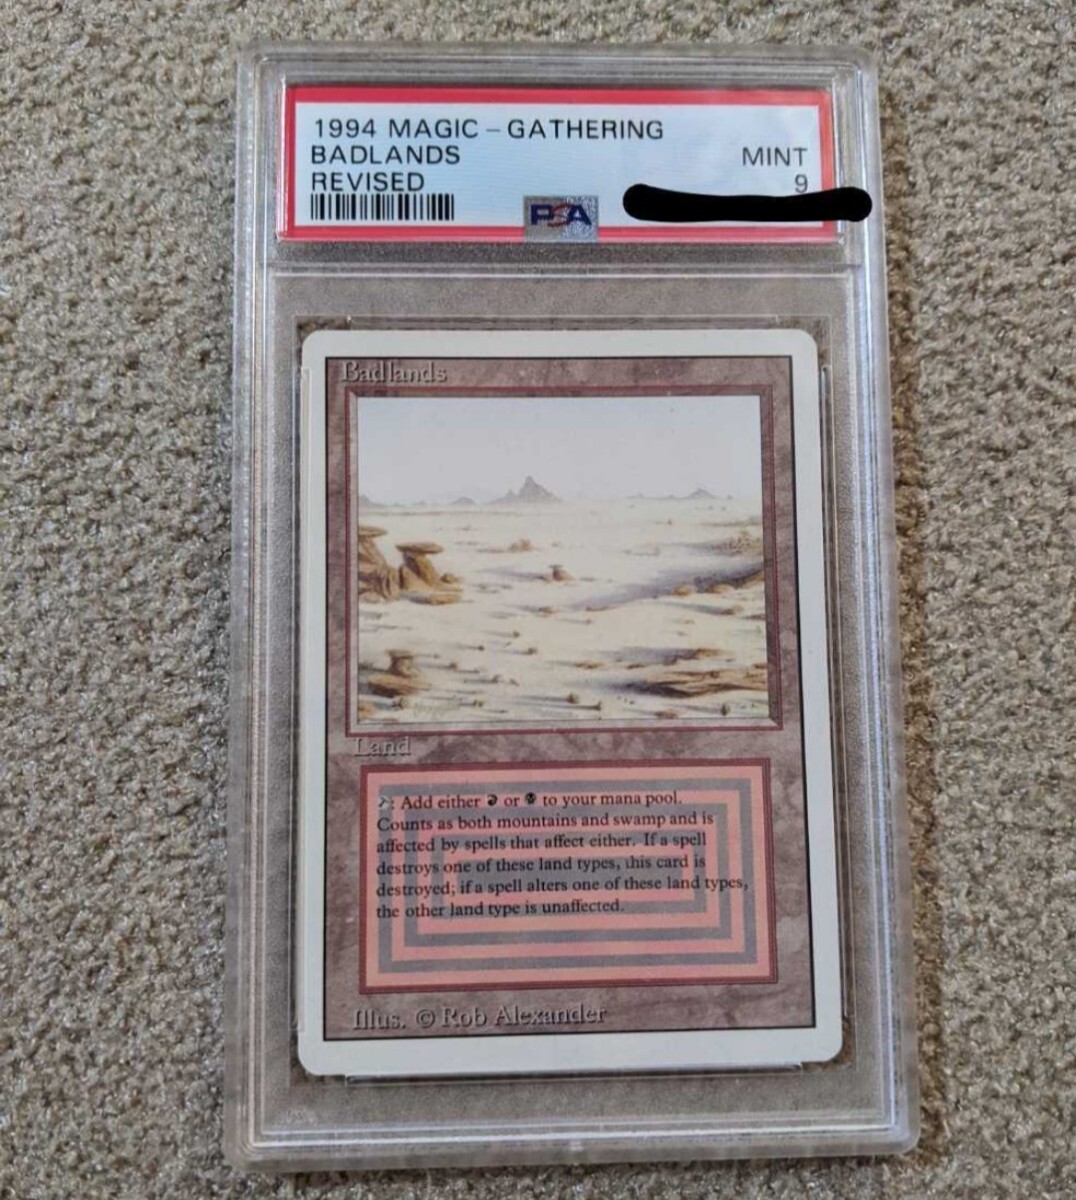 1994 MAGIC - GATHERING
BADLANDS
MINT
REVISED
9
PSA
Badlands
Land
: Add either or to your mana pool.
Counts as both mountains and swamp and is
affected by spells that affect either. If a spell
destroys one of these land types, this card is
destroyed; if a spell alters one of these land types,
the other land type is unaffected.
Illus. © Rob Alexander